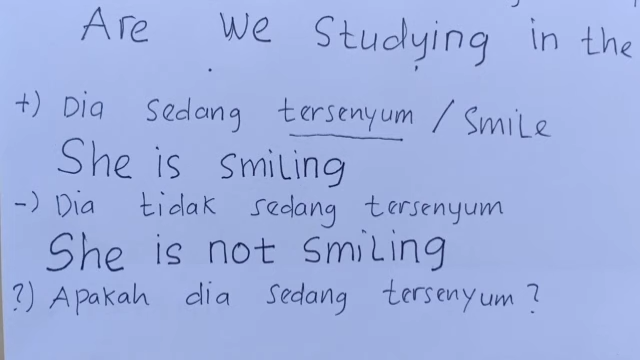 Are We Studying in the
+) Dia sedang tersenyum / Smile
She is smiling
-) Dia tidak sedang tersenyum
She is not smiling
?) Apakah dia sedang tersenyum?